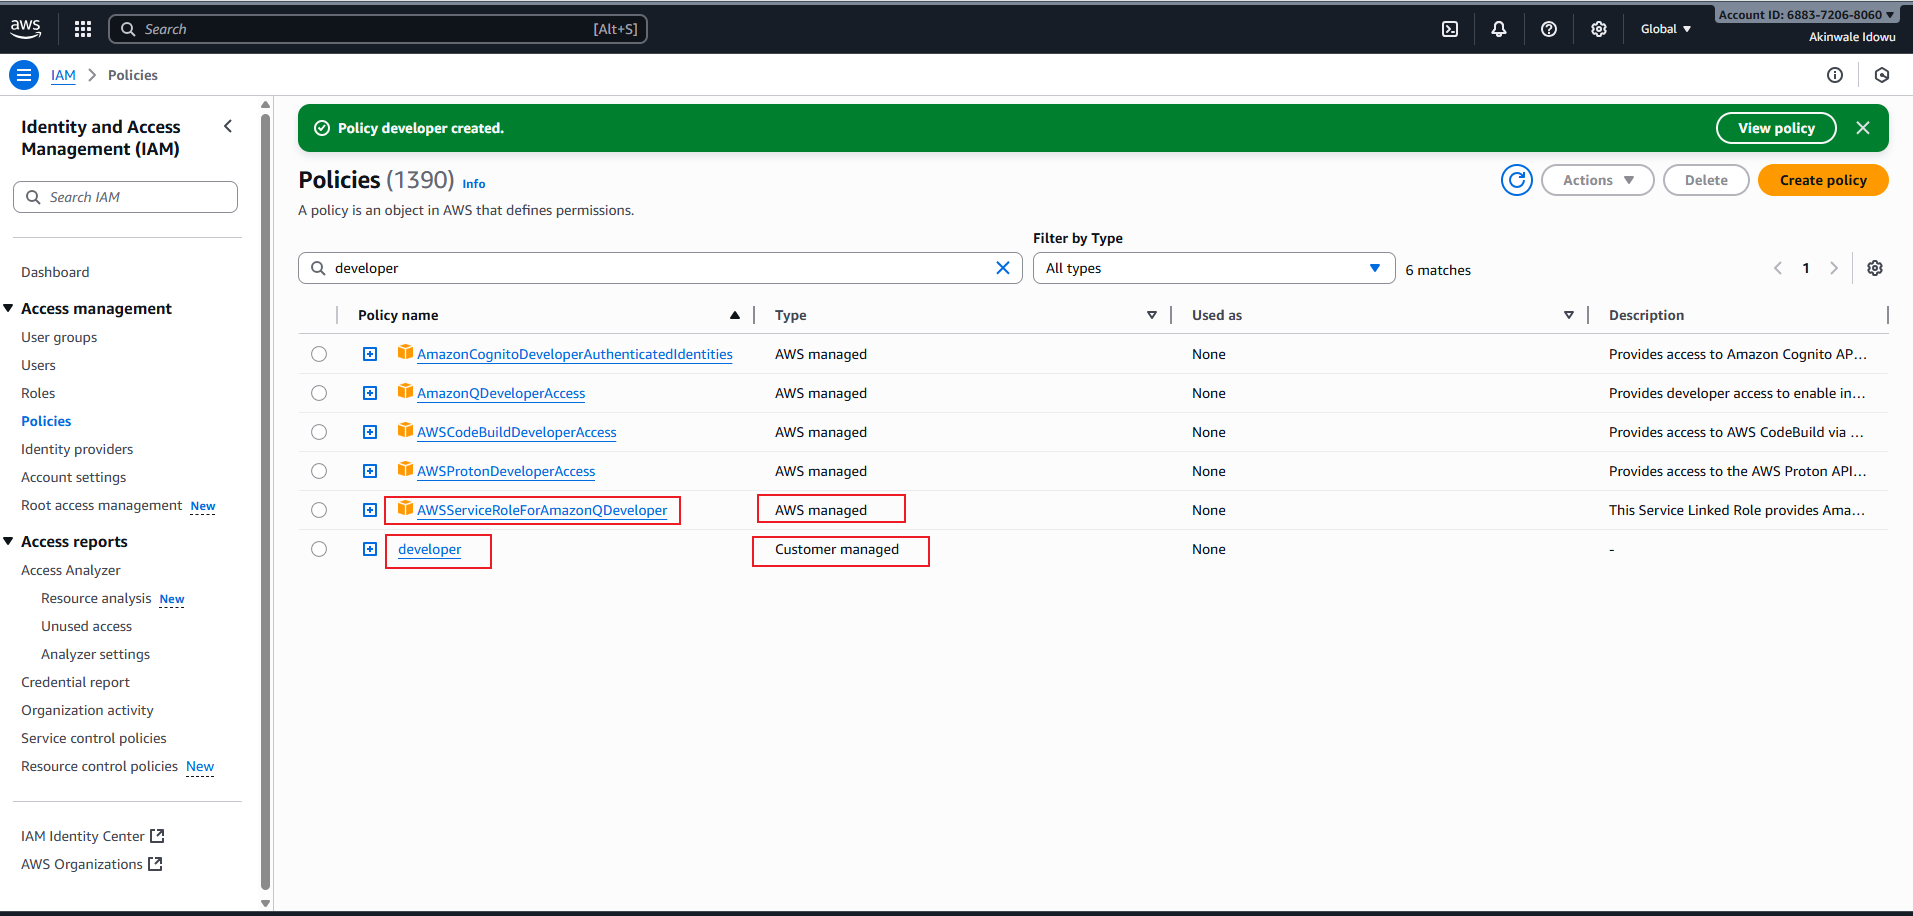 aws
Search [Alt+S]
Global
Account ID: 6883-7206-8060
Akinwale Idowu
IAM
Policies
Identity and Access
Management (IAM)
Search IAM
Dashboard
Access management
User groups
Users
Roles
Policies
Identity providers
Account settings
Root access management New
Access reports
Access Analyzer
Resource analysis New
Unused access
Analyzer settings
Credential report
Organization activity
Service control policies
Resource control policies New
IAM Identity Center
AWS Organizations
Policy developer created.
View policy
Policies (1390) Info
Actions
Delete
Create policy
A policy is an object in AWS that defines permissions.
Filter by Type
developer
All types
6 matches
1
Policy name Type Used as Description
AmazonCognitoDeveloperAuthenticatedIdentities AWS managed None Provides access to Amazon Cognito AP...
AmazonQDeveloperAccess AWS managed None Provides developer access to enable in...
AWSCodeBuildDeveloperAccess AWS managed None Provides access to AWS CodeBuild via ...
AWSProtonDeveloperAccess AWS managed None Provides access to the AWS Proton API...
AWSServiceRoleForAmazonQDeveloper AWS managed None This Service Linked Role provides Ama...
developer Customer managed None -